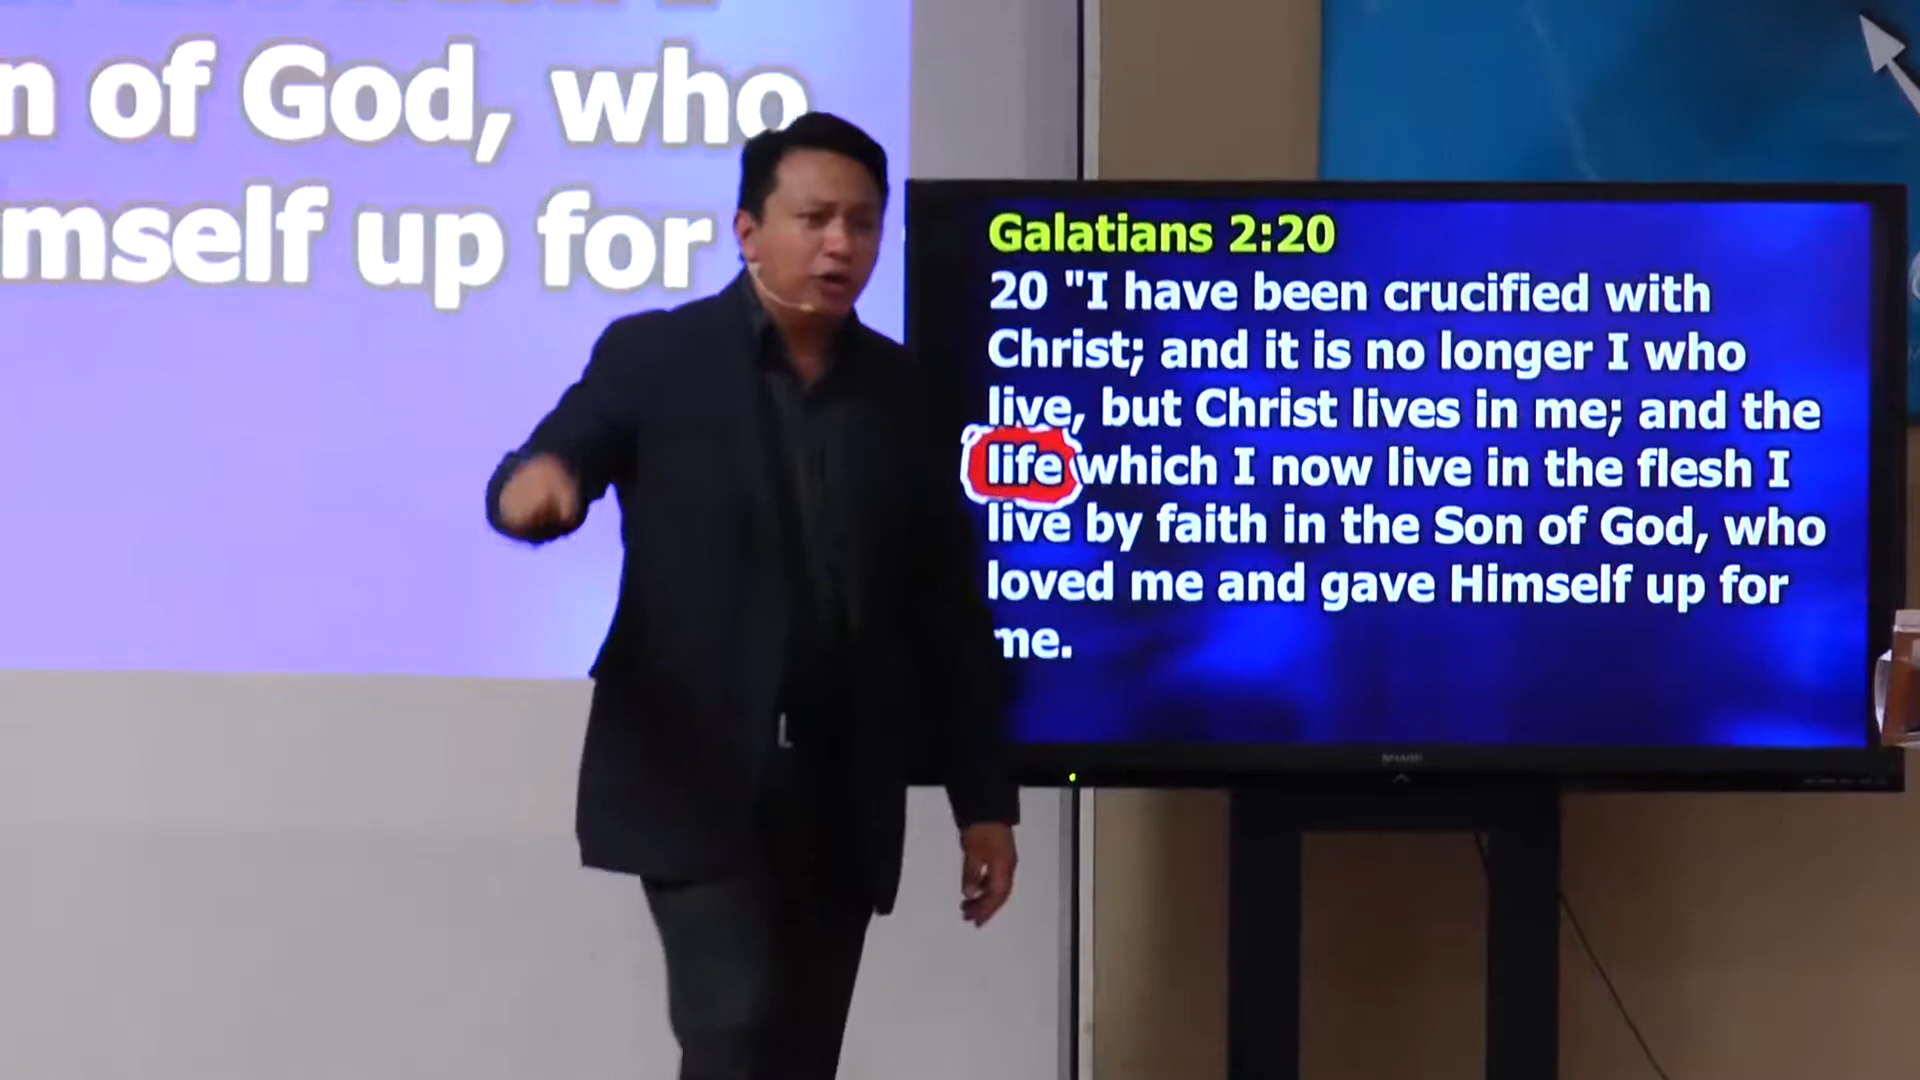 n of God, who
mself up for
Galatians 2:20
20 "I have been crucified with
Christ; and it is no longer I who
live, but Christ lives in me; and the
life which I now live in the flesh I
live by faith in the Son of God, who
loved me and gave Himself up for
me.
SHARP